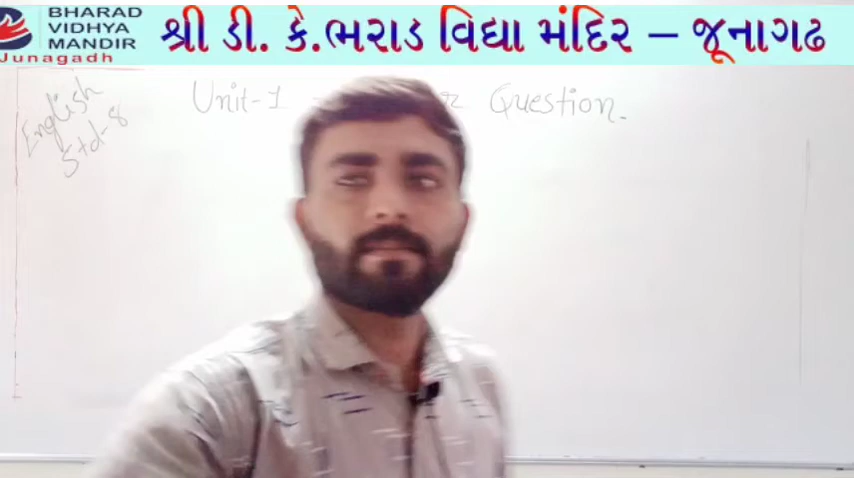 BHARAD
VIDHYA
MANDIR
Junagadh
શ્રી ડી. કે.ભરાડ વિદ્યા મંદિર – જૂનાગઢ
English
Std-8
Unit-1 Question.